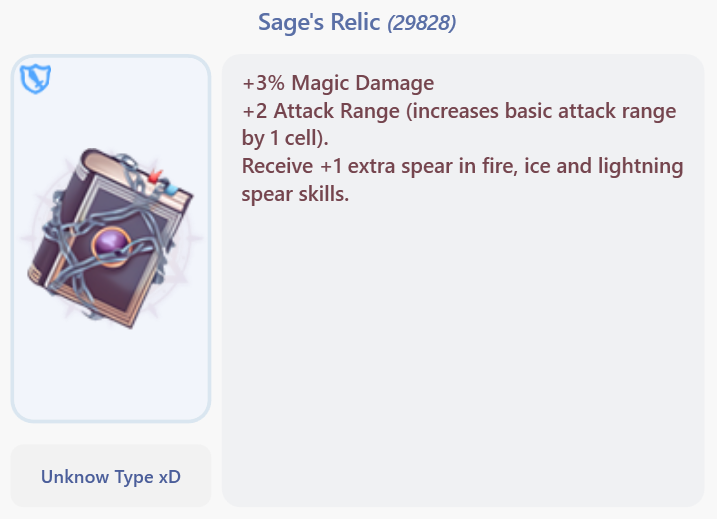 Sage's Relic (29828)
+3% Magic Damage
+2 Attack Range (increases basic attack range
by 1 cell).
Receive +1 extra spear in fire, ice and lightning
spear skills.
Unknow Type xD